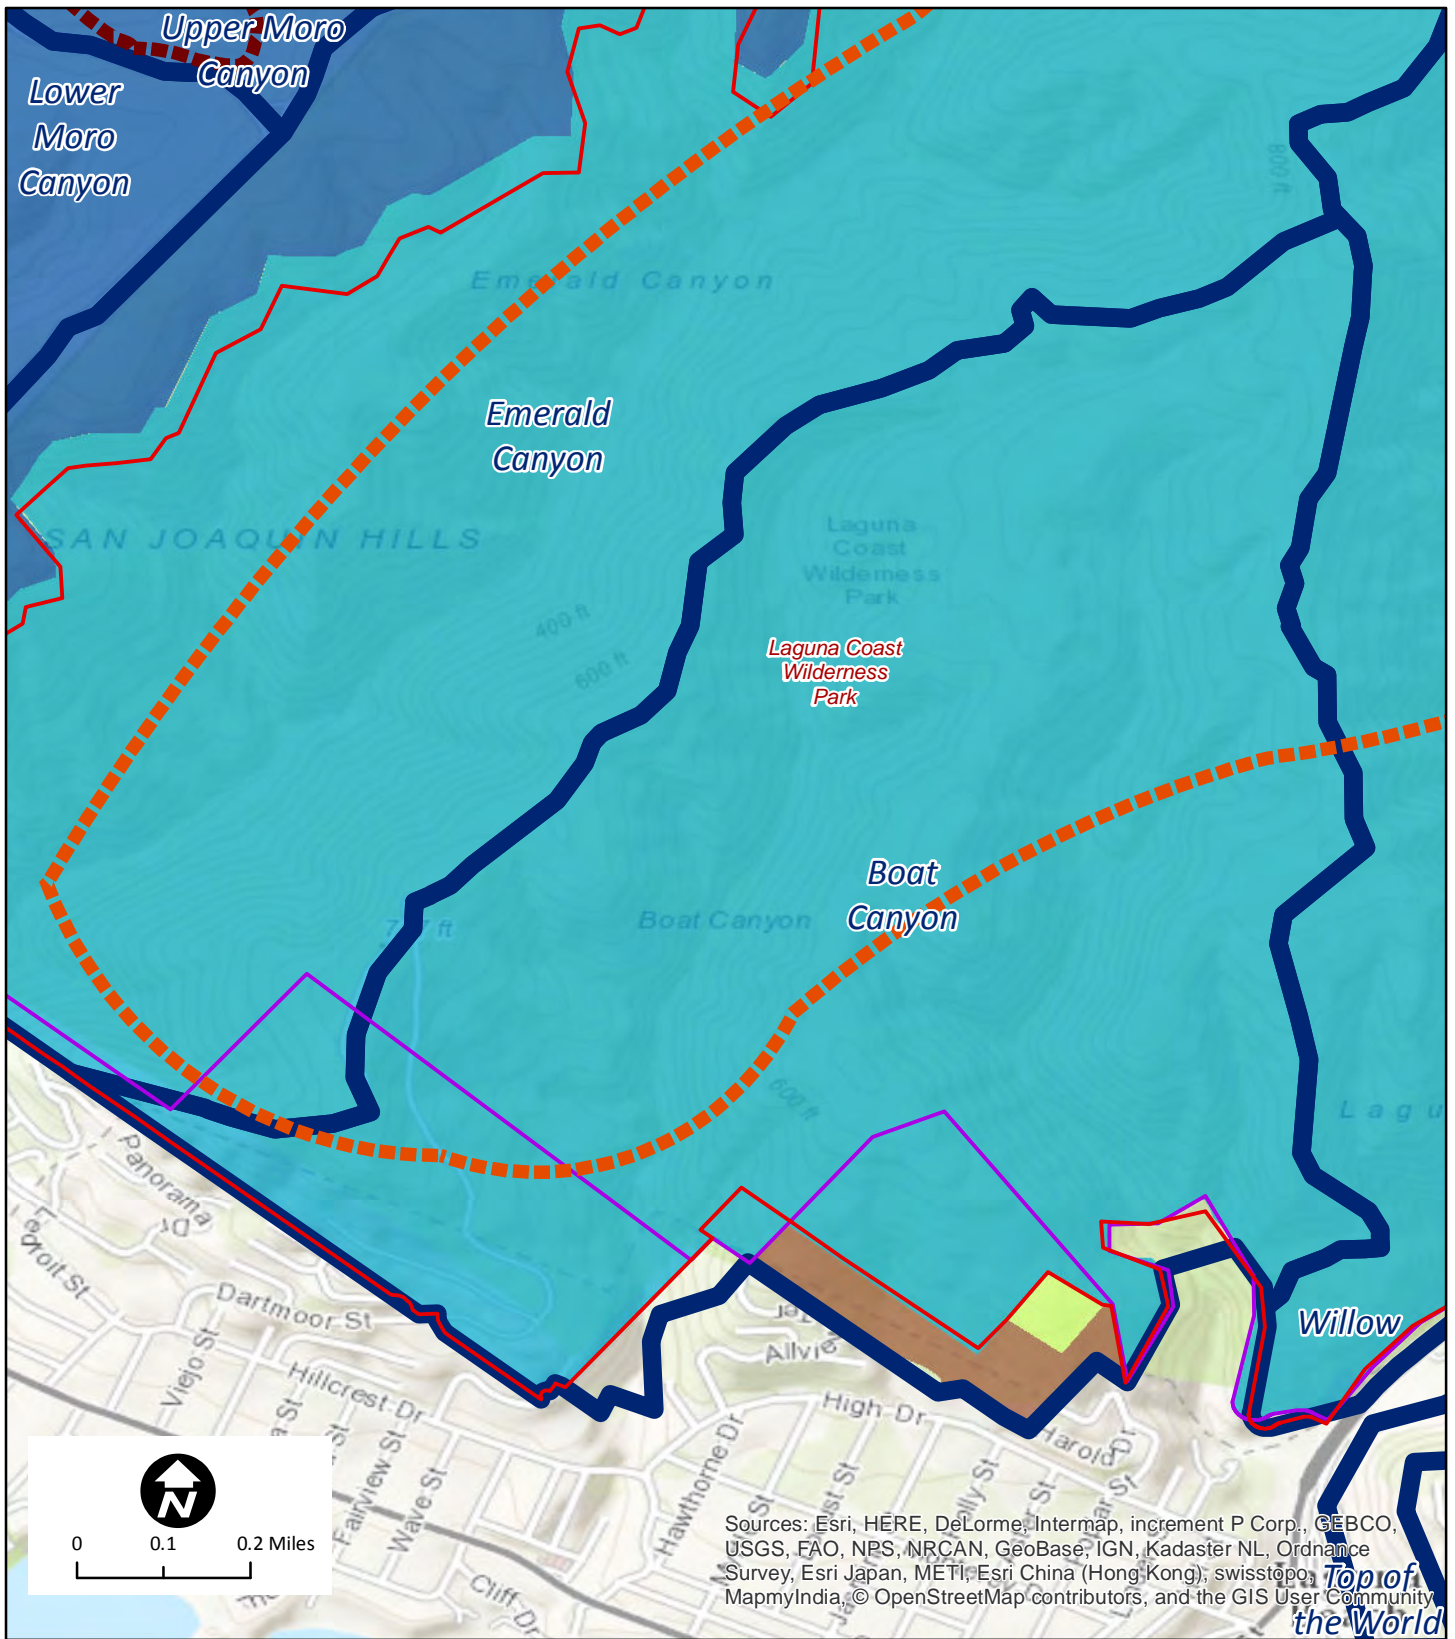 Upper Moro
Canyon
Lower
Moro
Canyon
800 ft
Emerald Canyon
Emerald
Canyon
SAN JOAQUIN HILLS
Laguna
Coast
Wilderness
Park
400 ft
600 ft
Laguna Coast
Wilderness
Park
Boat
Canyon
Boat Canyon
600 ft
Lagu
Panorama
Dr
Dartmoor St
Viejo St
Hillcrest Dr
Fairview St
Wave St
Hawthorne Dr
Cliff Dr
High Dr
Harold Dr
Willow
N
0 0.1 0.2 Miles
Sources: Esri, HERE, DeLorme, Intermap, increment P Corp., GEBCO,
USGS, FAO, NPS, NRCAN, GeoBase, IGN, Kadaster NL, Ordnance
Survey, Esri Japan, METI, Esri China (Hong Kong), swisstopo,
MapmyIndia, © OpenStreetMap contributors, and the GIS User Community
Top of
the World